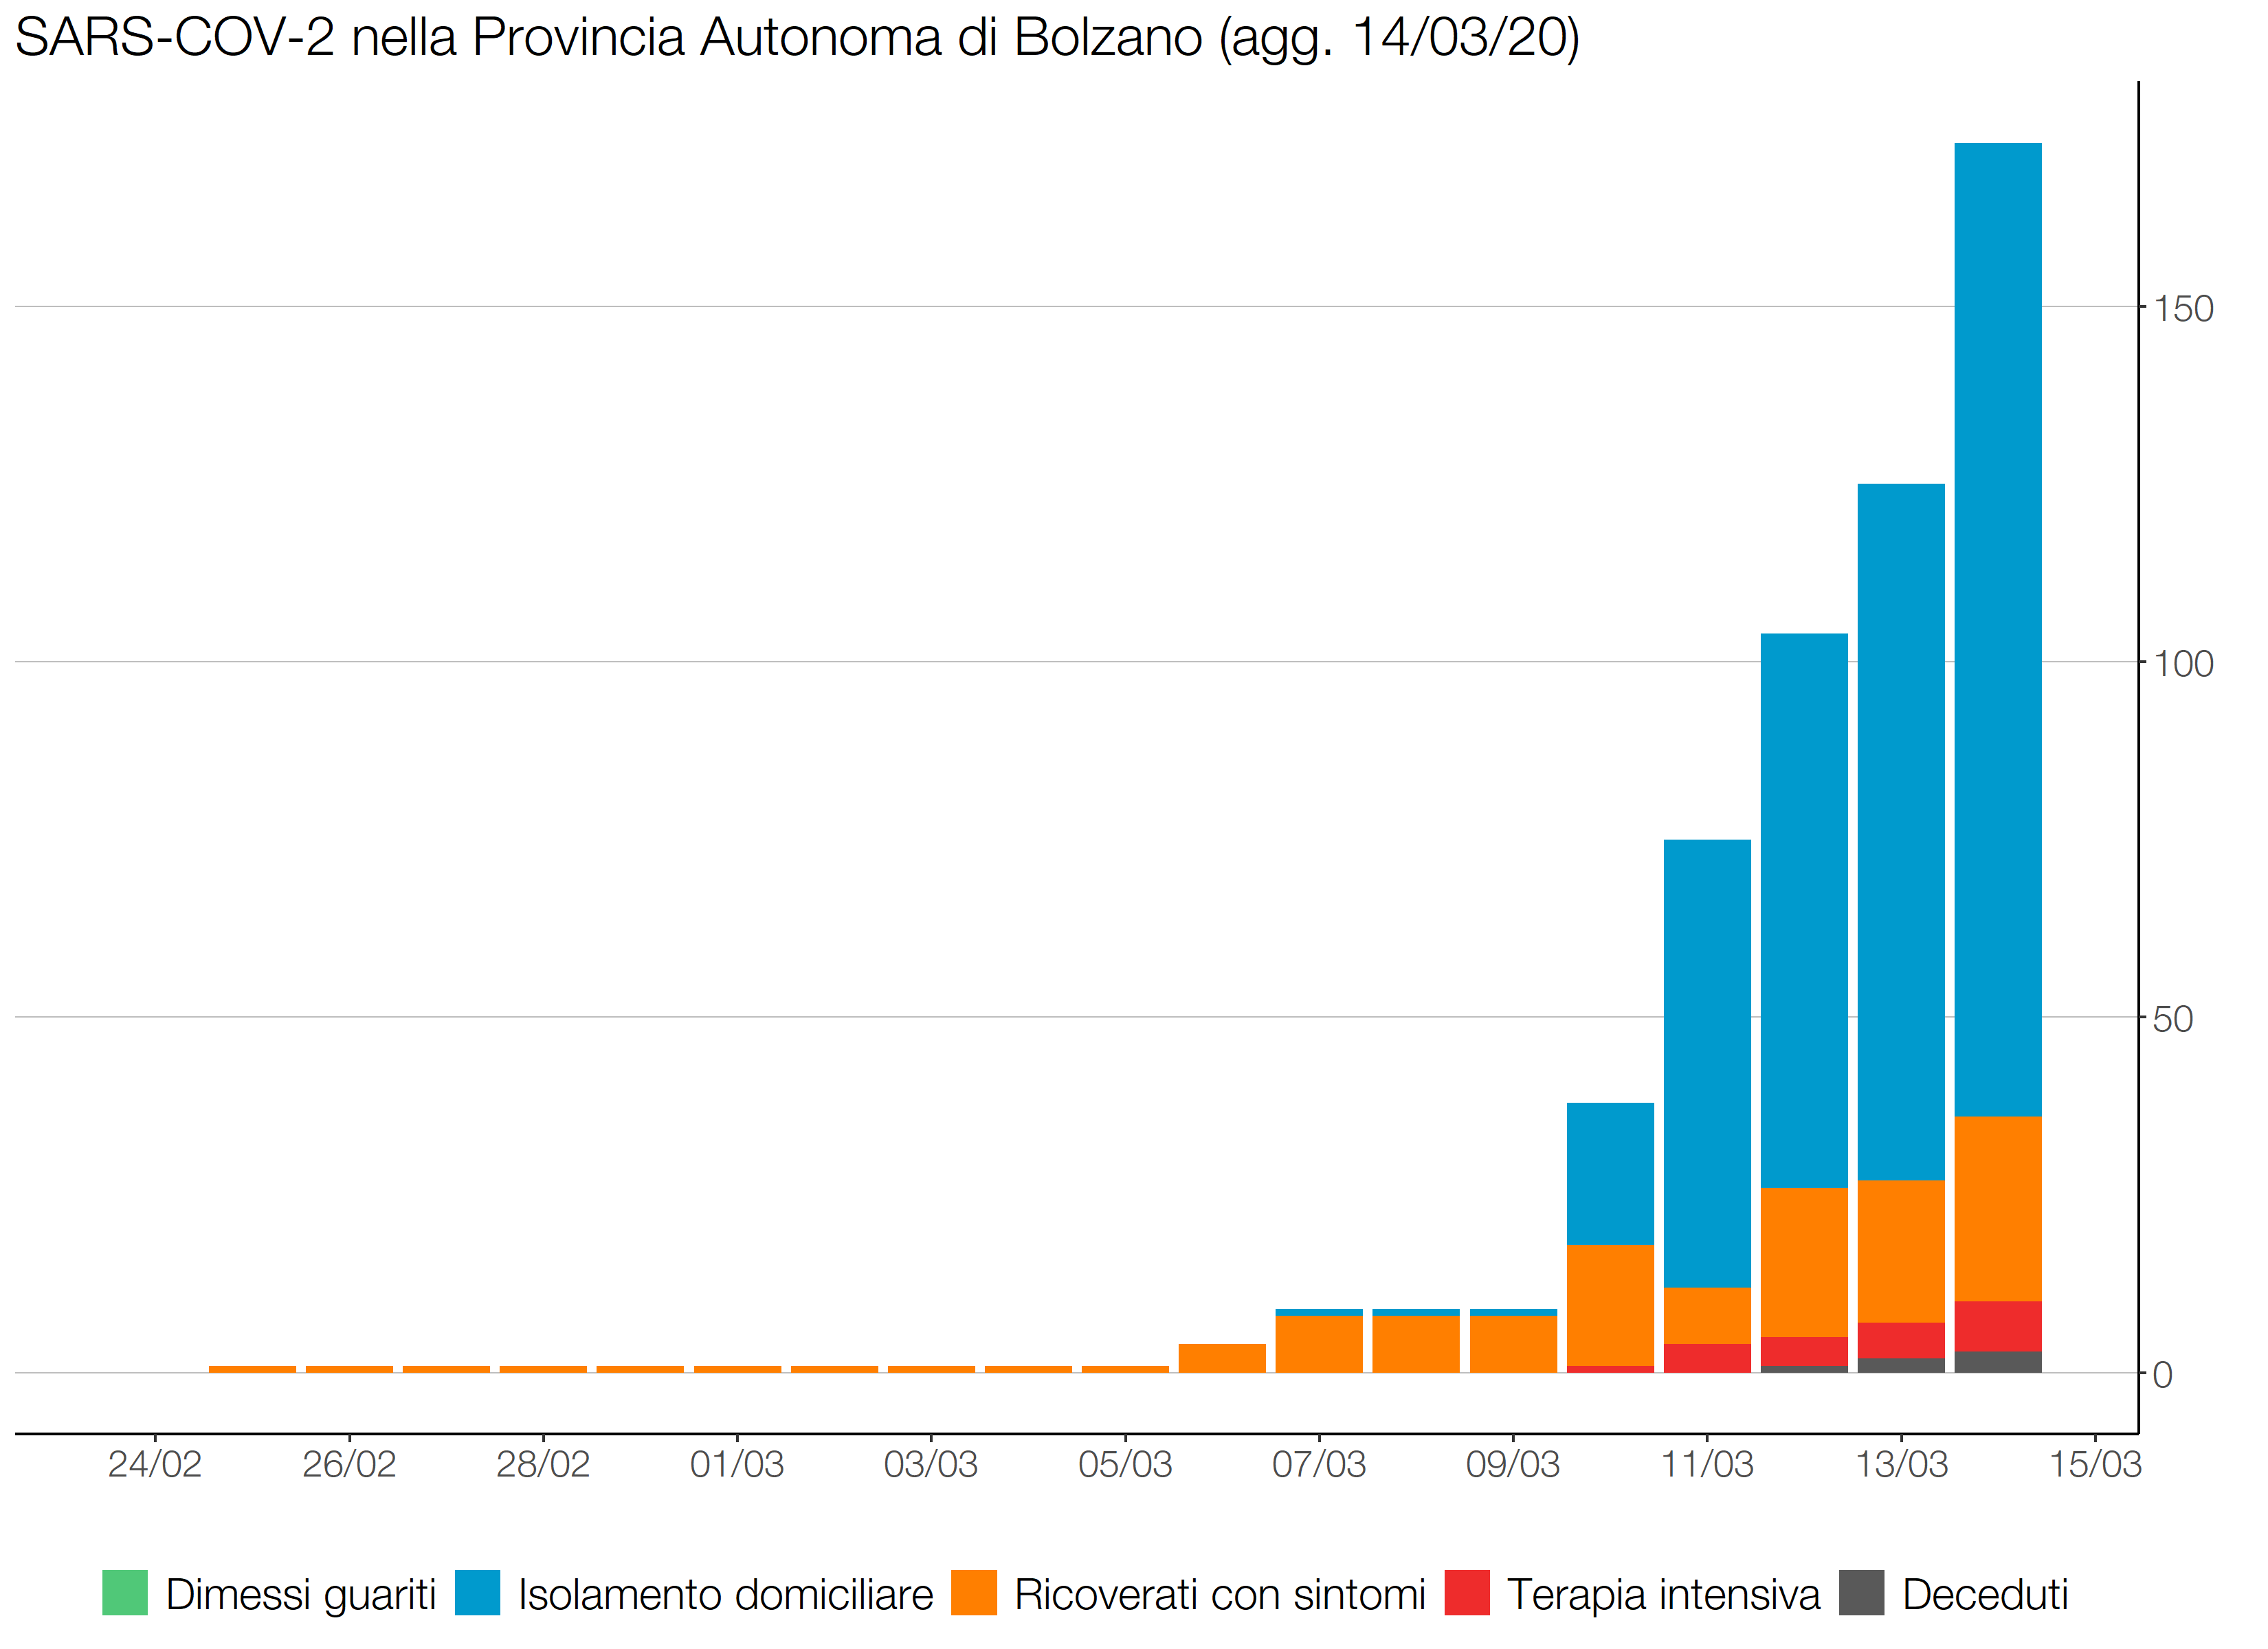 SARS-COV-2 nella Provincia Autonoma di Bolzano (agg. 14/03/20)
150
100
50
0
24/02 26/02 28/02 01/03 03/03 05/03 07/03 09/03 11/03 13/03 15/03
Dimessi guariti Isolamento domiciliare Ricoverati con sintomi Terapia intensiva Deceduti